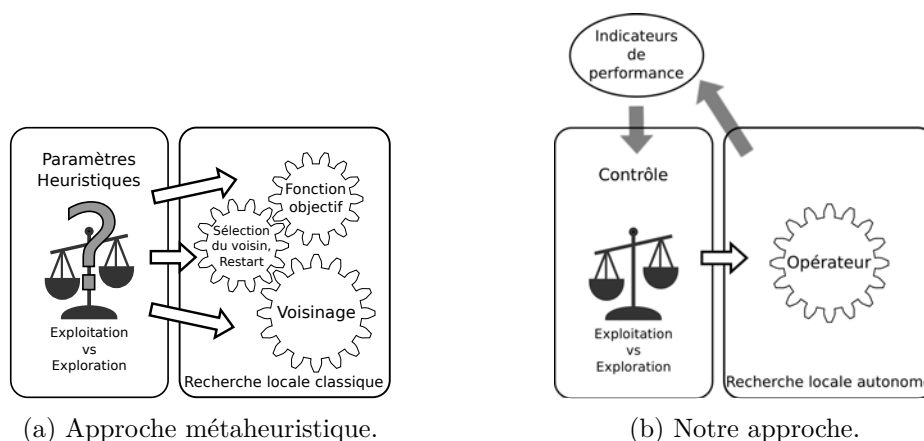 Paramètres
Heuristiques
?
Exploitation
vs
Exploration
Fonction
objectif
Sélection
du voisin,
Restart
Voisinage
Recherche locale classique
(a) Approche métaheuristique.
Indicateurs
de
performance
Contrôle
Exploitation
vs
Exploration
Opérateur
Recherche locale autonome
(b) Notre approche.